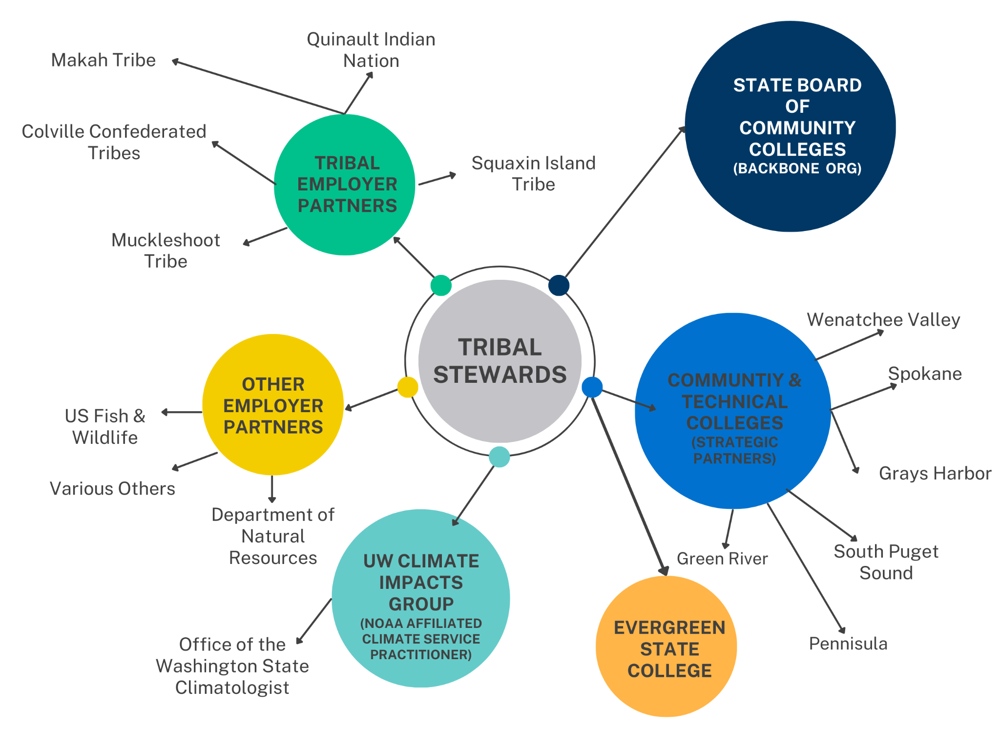 Quinault Indian
Nation
Makah Tribe
Colville Confederated
Tribes
TRIBAL
EMPLOYER
PARTNERS
Squaxin Island
Tribe
Muckleshoot
Tribe
STATE BOARD
OF
COMMUNITY
COLLEGES
(BACKBONE ORG)
TRIBAL
STEWARDS
OTHER
EMPLOYER
PARTNERS
US Fish &
Wildlife
Various Others
Department of
Natural
Resources
COMMUNTIY &
TECHNICAL
COLLEGES
(STRATEGIC
PARTNERS)
Wenatchee Valley
Spokane
Grays Harbor
South Puget
Sound
Green River
Pennisula
UW CLIMATE
IMPACTS
GROUP
(NOAA AFFILIATED
CLIMATE SERVICE
PRACTITIONER)
Office of the
Washington State
Climatologist
EVERGREEN
STATE
COLLEGE